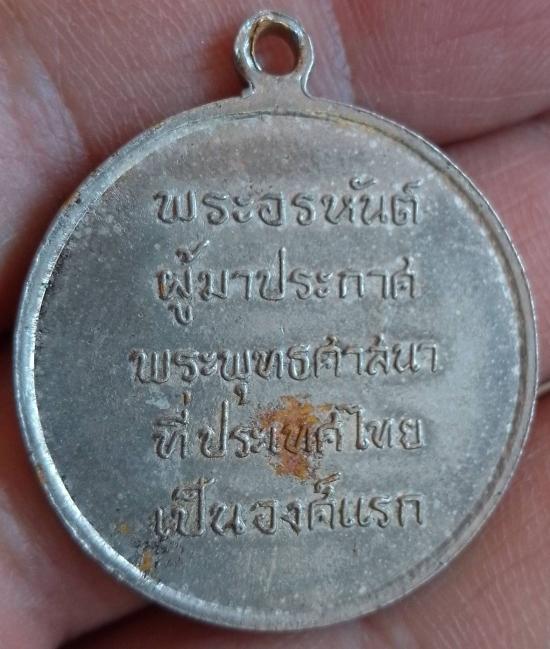 พระอรหันต์
ผู้มาประกาศ
พระพุทธศาสนา
ที่ประเทศไทย
เป็นองค์แรก